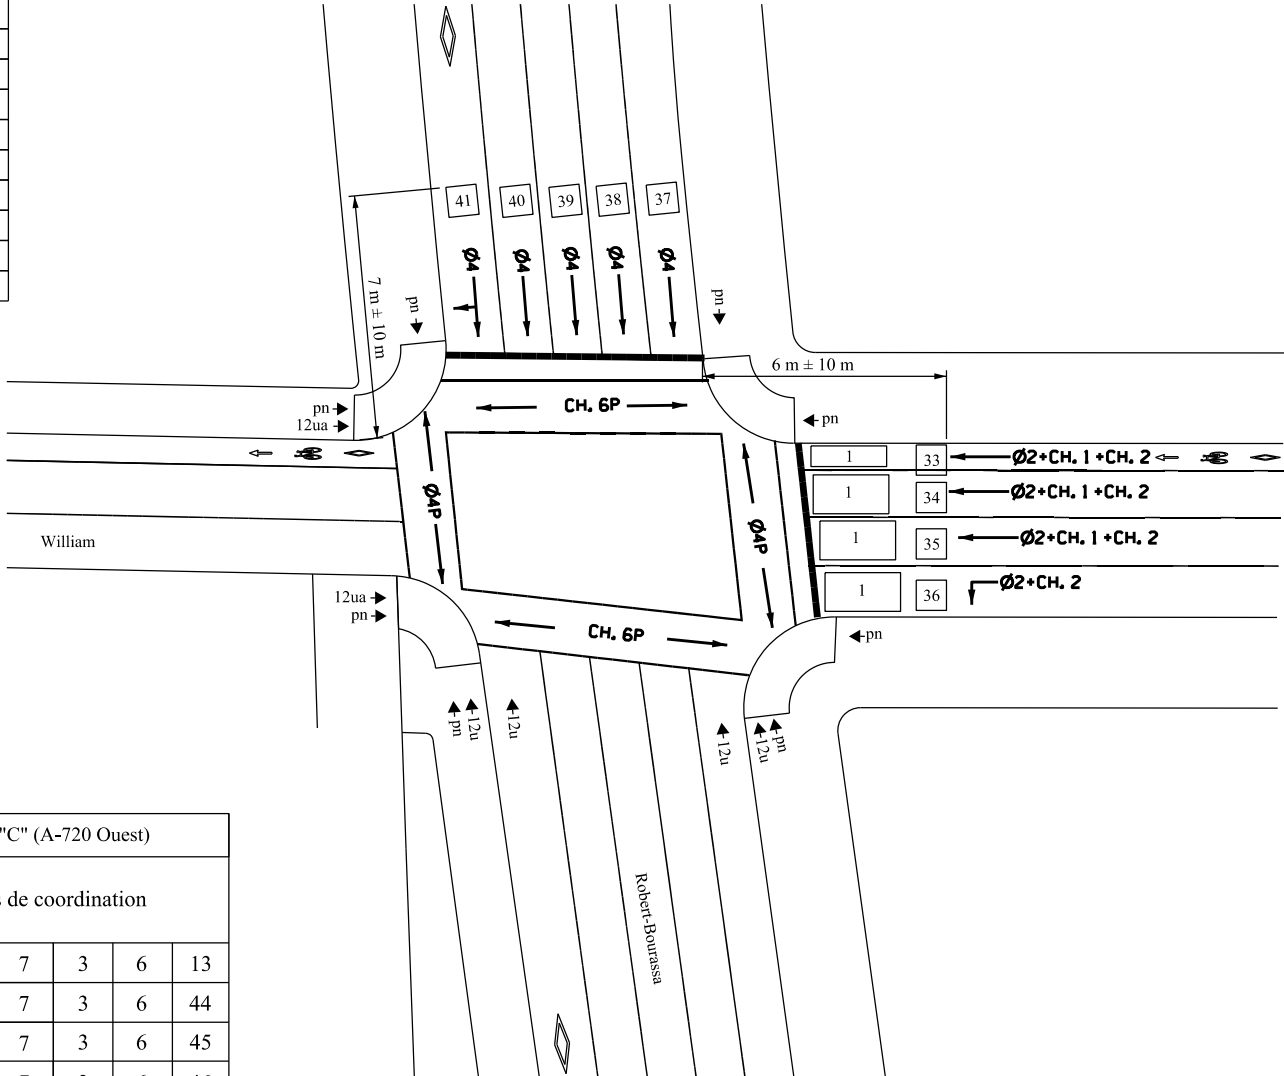 41 40 39 38 37
Ø4 Ø4 Ø4 Ø4 Ø4
7 m ± 10 m
pn
pn
6 m ± 10 m
CH. 6P
pn
12ua
pn
1 33 Ø2+CH. 1 +CH. 2
1 34 Ø2+CH. 1 +CH. 2
Ø4P
Ø4P
1 35 Ø2+CH. 1 +CH. 2
William
1 36 Ø2+CH. 2
12ua
pn
CH. 6P
pn
pn 12u 12u
12u 12u pn
Robert-Bourassa
"C" (A-720 Ouest)
de coordination
7 3 6 13
7 3 6 44
7 3 6 45